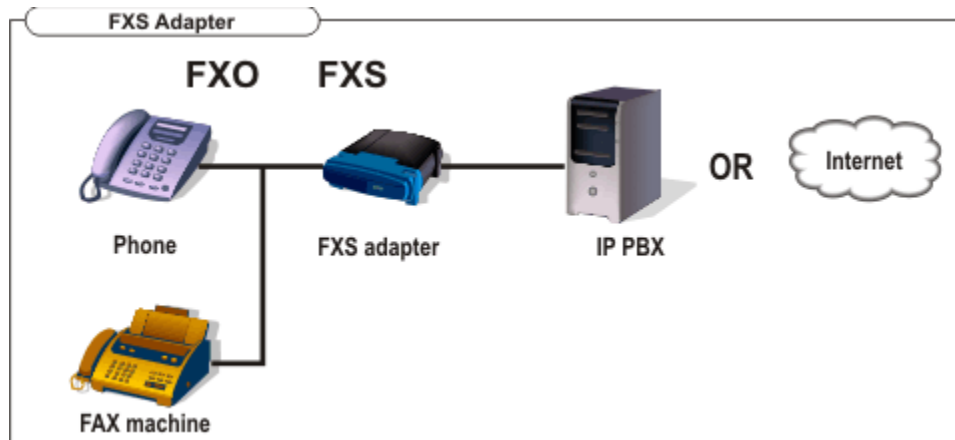 FXS Adapter
FXO FXS
Phone
FXS adapter
IP PBX
OR
Internet
FAX machine